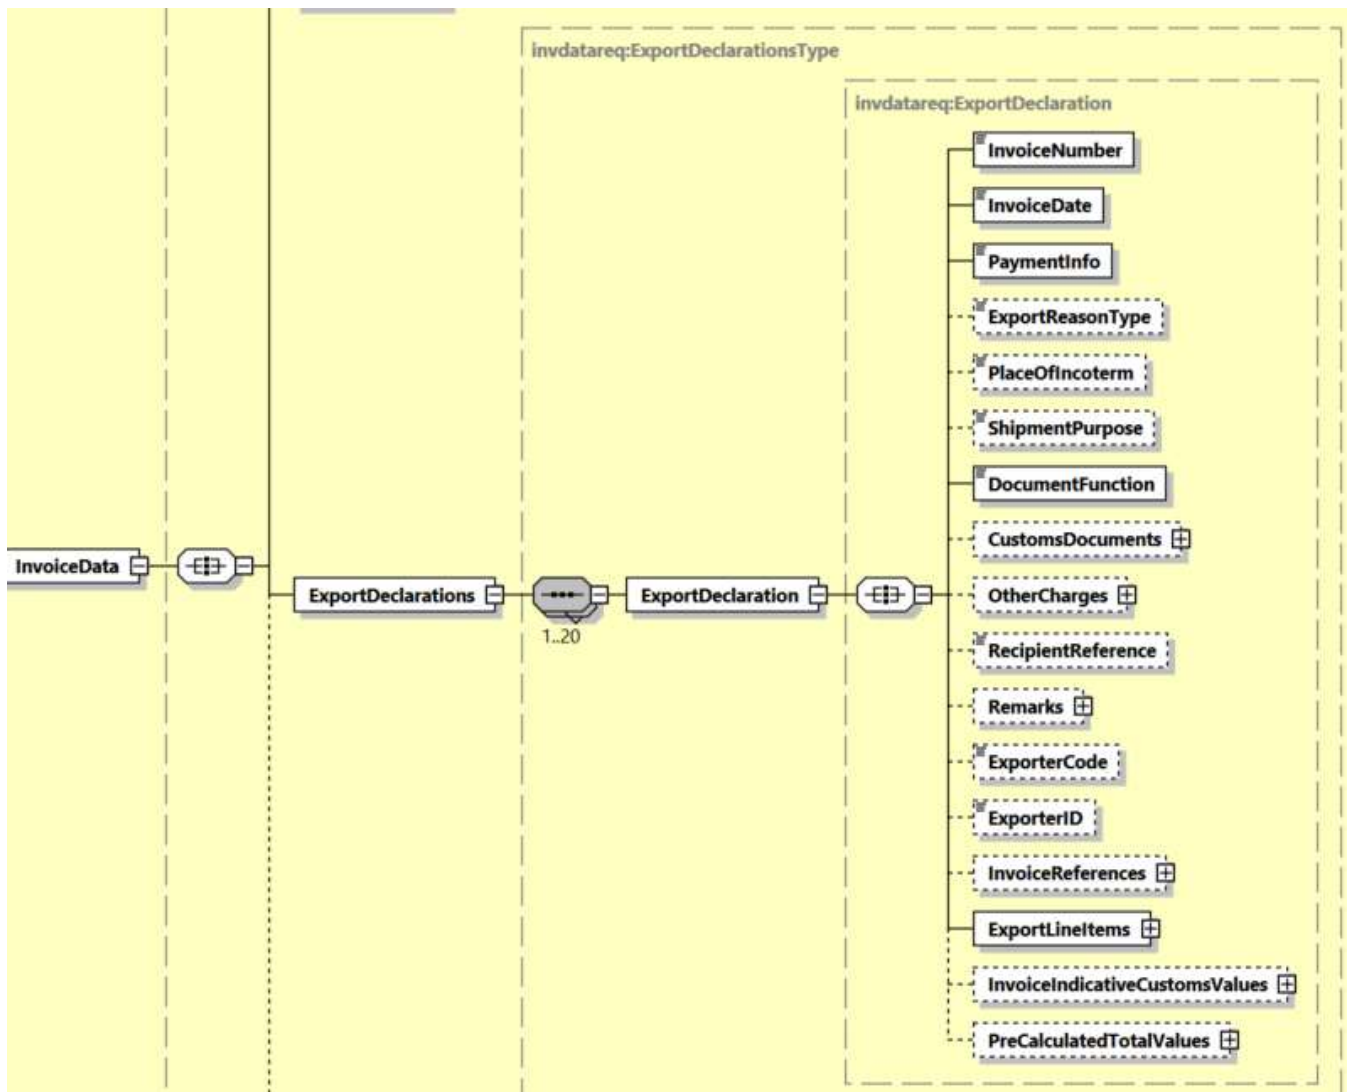 invdatareq:ExportDeclarationsType
invdatareq:ExportDeclaration
InvoiceNumber
InvoiceDate
PaymentInfo
ExportReasonType
PlaceOfIncoterm
ShipmentPurpose
DocumentFunction
CustomsDocuments
InvoiceData
ExportDeclarations
1..20
ExportDeclaration
OtherCharges
RecipientReference
Remarks
ExporterCode
ExporterID
InvoiceReferences
ExportLineItems
InvoiceIndicativeCustomsValues
PreCalculatedTotalValues